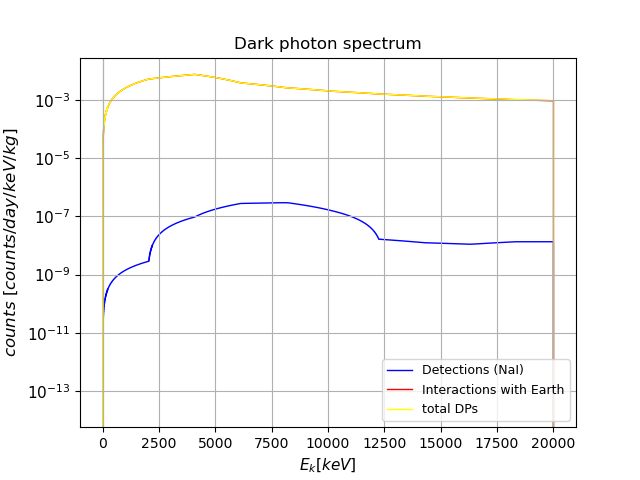 Dark photon spectrum
counts [counts/day/keV/kg]
10⁻³
10⁻⁵
10⁻⁷
10⁻⁹
10⁻¹¹
10⁻¹³
Detections (NaI)
Interactions with Earth
total DPs
0 2500 5000 7500 10000 12500 15000 17500 20000
Eₖ[keV]